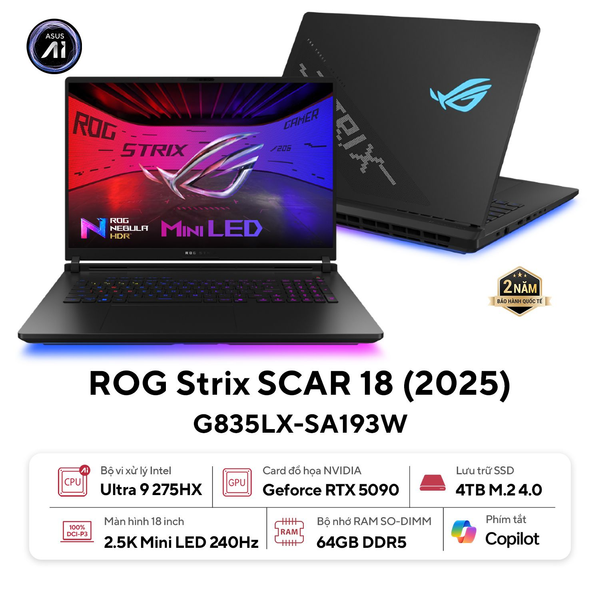 ASUS
Ai
ROG
STRIX
GAMER
ROG
NEBULA
HDR
MINI LED
2 NĂM
BẢO HÀNH QUỐC TẾ
ROG Strix SCAR 18 (2025)
G835LX-SA193W
Bộ vi xử lý Intel
CPU
Ai
Ultra 9 275HX
Card đồ họa NVIDIA
GPU
Geforce RTX 5090
Lưu trữ SSD
4TB M.2 4.0
Màn hình 18 inch
100%
DCI-P3
2.5K Mini LED 240Hz
Bộ nhớ RAM SO-DIMM
RAM
64GB DDR5
Phím tắt
Copilot